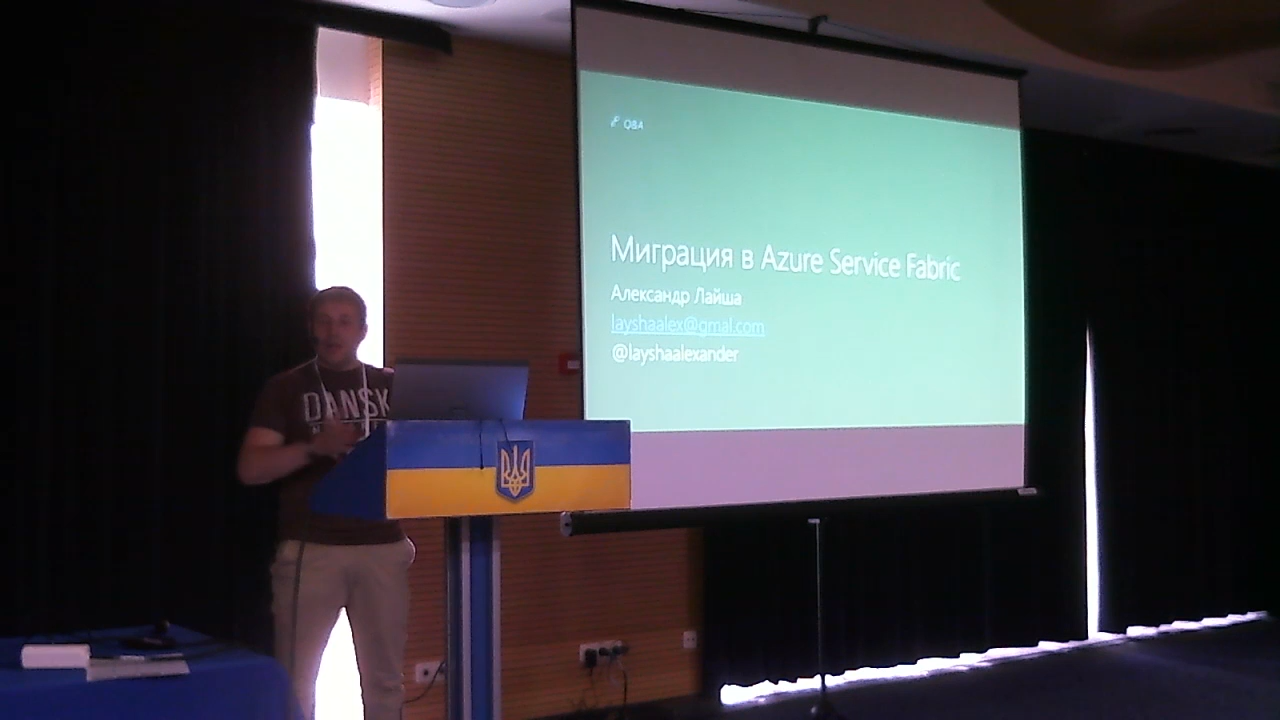 Q&A
Миграция в Azure Service Fabric
Александр Лайша
layshaalex@gmal.com
@layshaalexander
DANSK